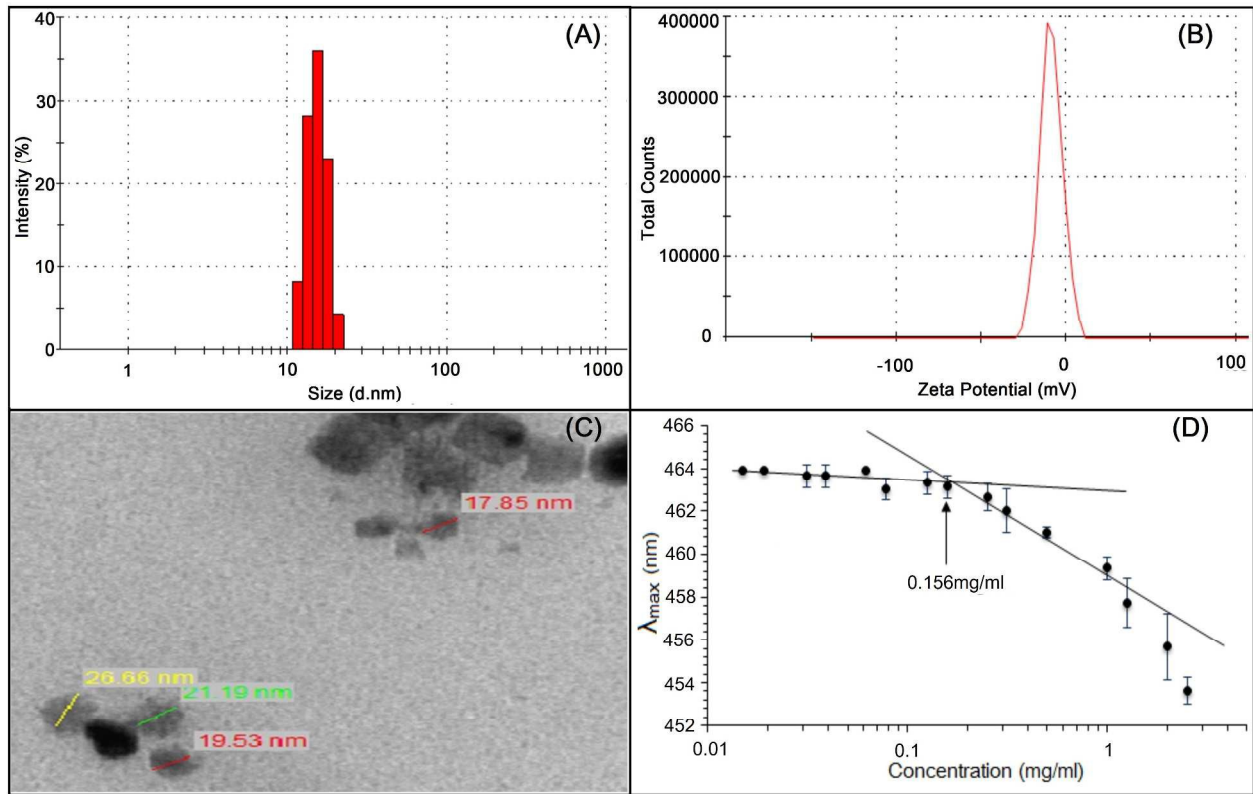 (A)
40
30
20
10
0
Intensity (%)
1
10
100
1000
Size (d.nm)
(B)
400000
300000
200000
100000
0
Total Counts
-100
0
100
Zeta Potential (mV)
(C)
17.85 nm
26.66 nm
21.19 nm
19.53 nm
(D)
466
464
462
460
458
456
454
452
λmax (nm)
0.156mg/ml
0.01
0.1
1
Concentration (mg/ml)